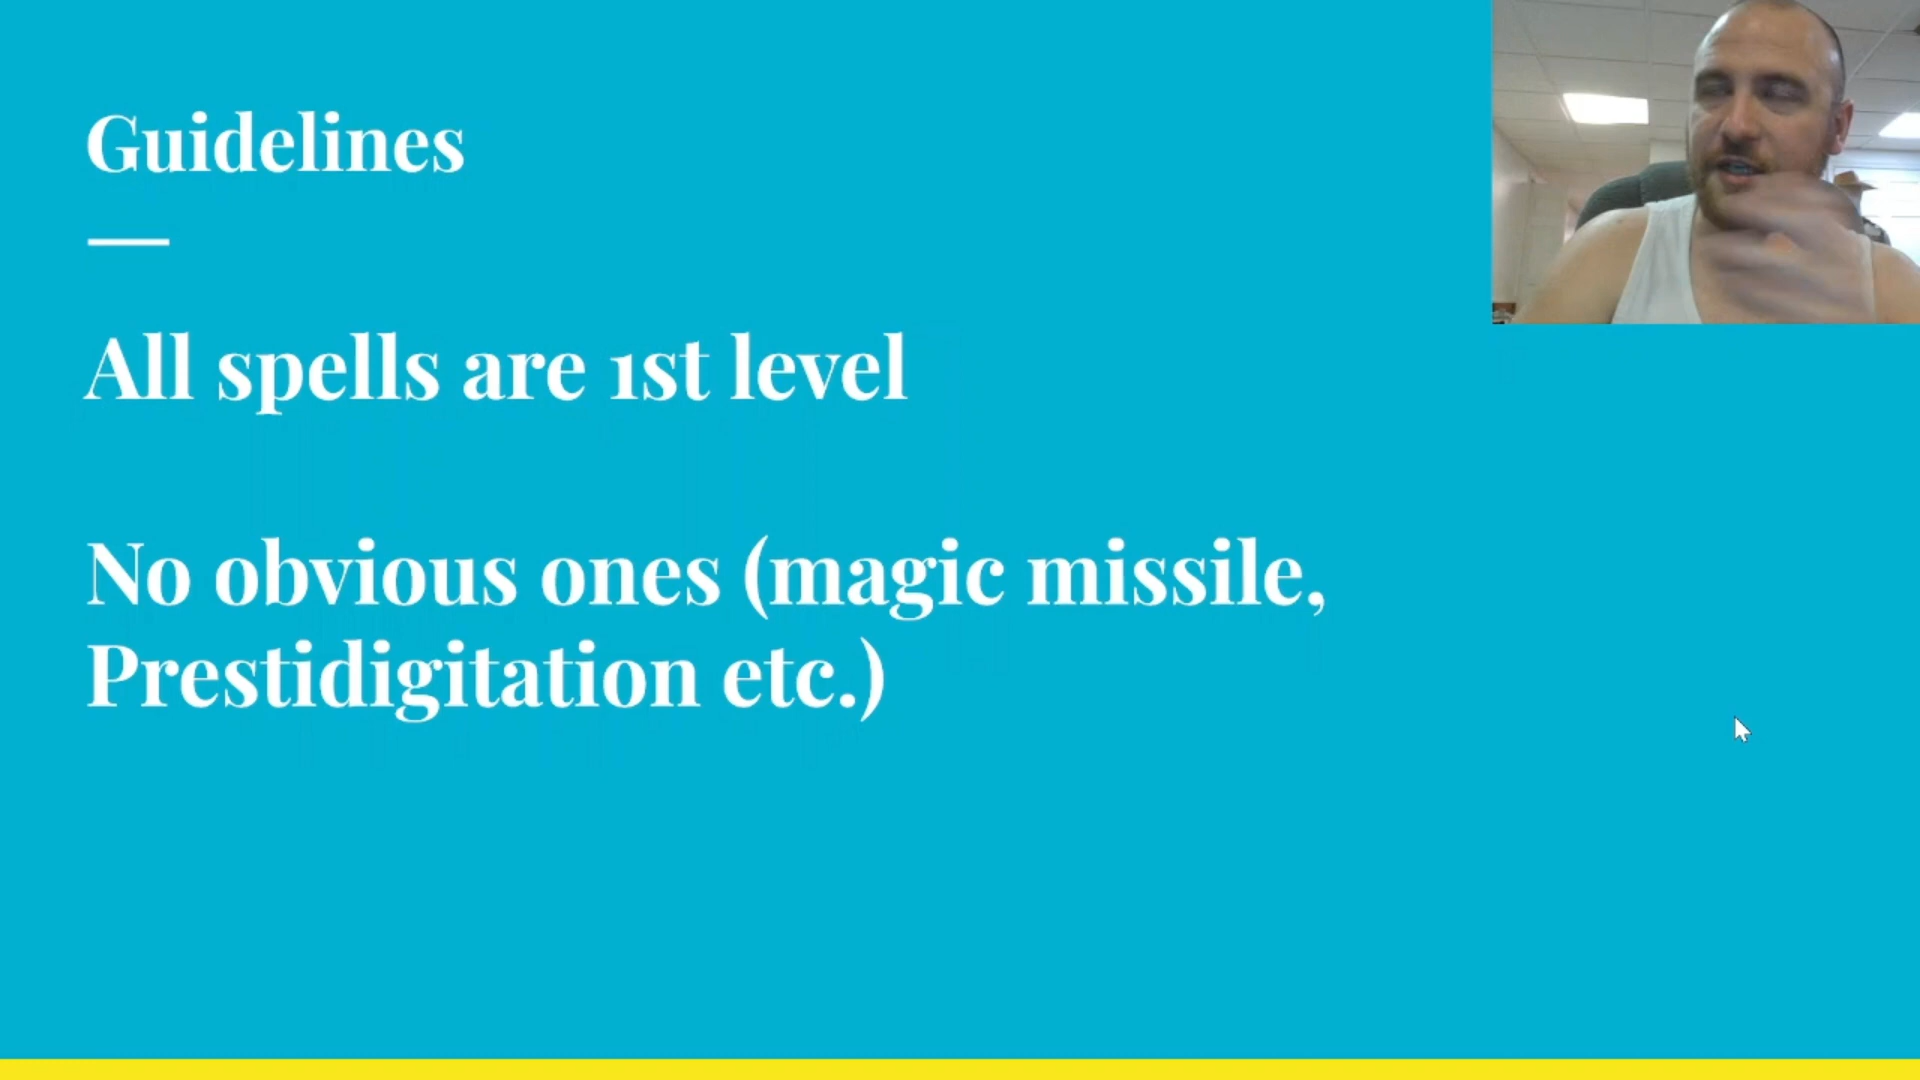 Guidelines
All spells are 1st level
No obvious ones (magic missile,
Prestidigitation etc.)